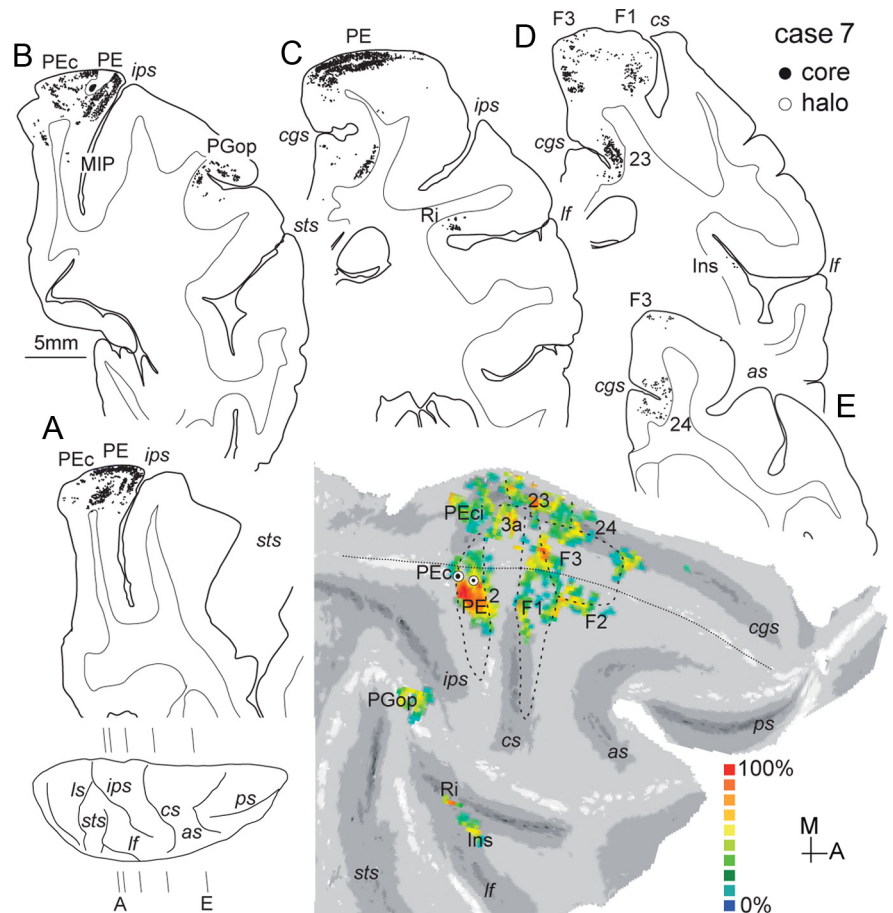 B
PEc PE ips
MIP
PGop
sts
5mm
C
PE
cgs
ips
Ri
lf
D
F3 F1 cs
cgs
23
Ins
lf
case 7
core
halo
F3
cgs
24
as
E
A
PEc PE ips
sts
ls ips
sts
lf
cs
as
ps
A E
PEci
23
3a
24
PEc
F3
PE 2
F1
F2
cgs
ips
PGop
cs
as
ps
Ri
Ins
sts
lf
100%
0%
M
A